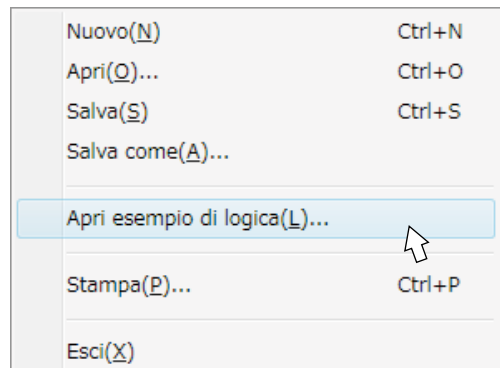 Nuovo(N) Ctrl+N
Apri(O)... Ctrl+O
Salva(S) Ctrl+S
Salva come(A)...
Apri esempio di logica(L)...
Stampa(P)... Ctrl+P
Esci(X)